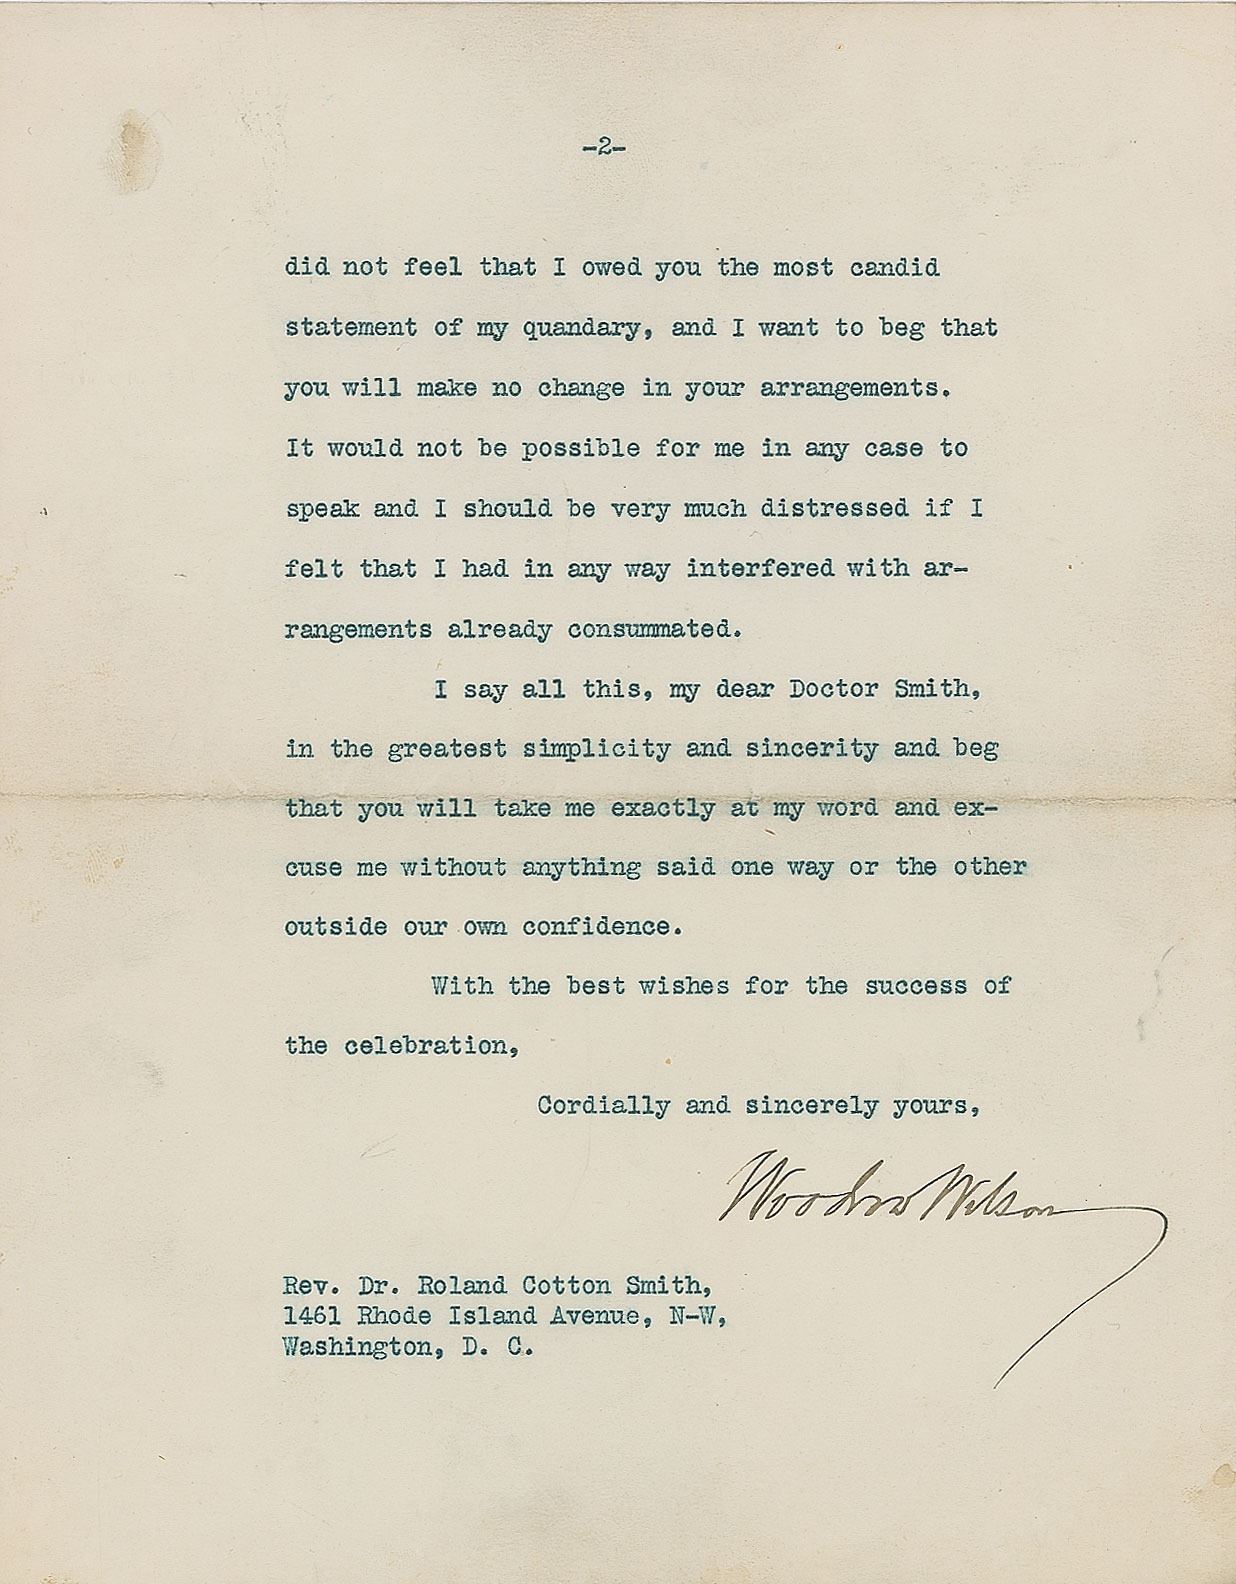 -2-
did not feel that I owed you the most candid
statement of my quandary, and I want to beg that
you will make no change in your arrangements.
It would not be possible for me in any case to
speak and I should be very much distressed if I
felt that I had in any way interfered with ar-
rangements already consummated.
I say all this, my dear Doctor Smith,
in the greatest simplicity and sincerity and beg
that you will take me exactly at my word and ex-
cuse me without anything said one way or the other
outside our own confidence.
With the best wishes for the success of
the celebration,
Cordially and sincerely yours,
Woodrow Wilson
Rev. Dr. Roland Cotton Smith,
1461 Rhode Island Avenue, N-W,
Washington, D. C.